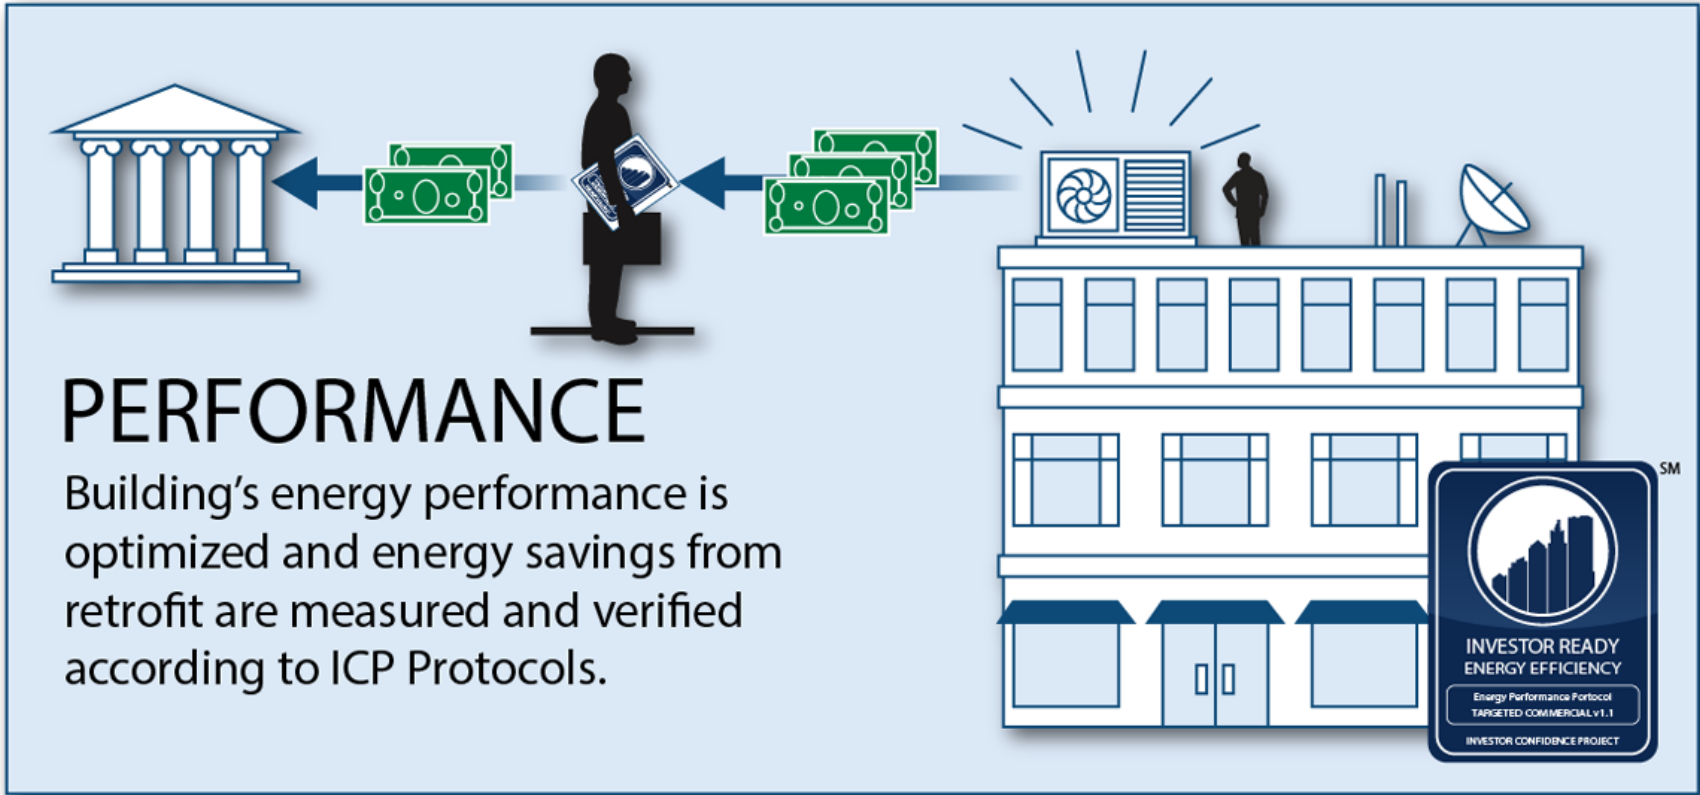 PERFORMANCE
Building’s energy performance is
optimized and energy savings from
retrofit are measured and verified
according to ICP Protocols.
SM
INVESTOR READY
ENERGY EFFICIENCY
Energy Performance Portocol
TARGETED COMMERCIAL v1.1
INVESTOR CONFIDENCE PROJECT